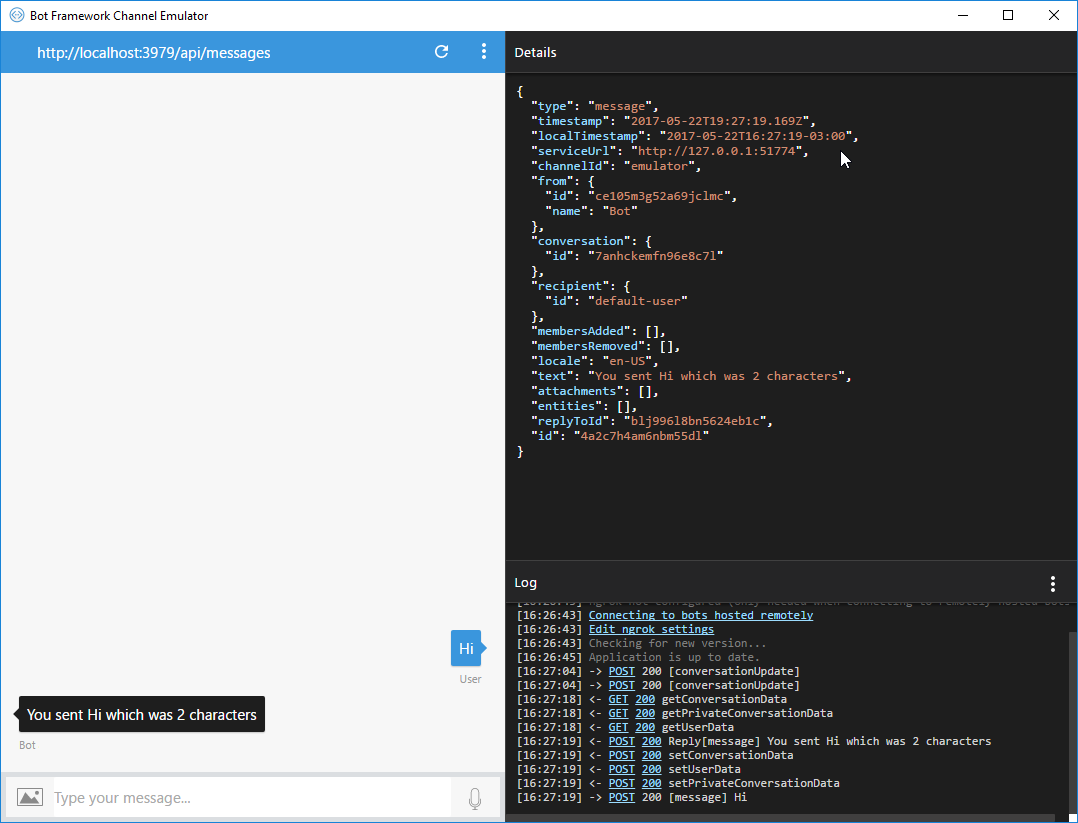 Bot Framework Channel Emulator
http://localhost:3979/api/messages
Hi
User
You sent Hi which was 2 characters
Bot
Type your message...
Details
{
"type": "message",
"timestamp": "2017-05-22T19:27:19.169Z",
"localTimestamp": "2017-05-22T16:27:19-03:00",
"serviceUrl": "http://127.0.0.1:51774",
"channelId": "emulator",
"from": {
"id": "ce105m3g52a69jclmc",
"name": "Bot"
},
"conversation": {
"id": "7anhckemfn96e8c7l"
},
"recipient": {
"id": "default-user"
},
"membersAdded": [],
"membersRemoved": [],
"locale": "en-US",
"text": "You sent Hi which was 2 characters",
"attachments": [],
"entities": [],
"replyToId": "blj996l8bn5624eb1c",
"id": "4a2c7h4am6nbm55dl"
}
Log
[16:26:43] Connecting to bots hosted remotely
[16:26:43] Edit ngrok settings
[16:26:43] Checking for new version...
[16:26:45] Application is up to date.
[16:27:04] -> POST 200 [conversationUpdate]
[16:27:04] -> POST 200 [conversationUpdate]
[16:27:18] <- GET 200 getConversationData
[16:27:18] <- GET 200 getPrivateConversationData
[16:27:18] <- GET 200 getUserData
[16:27:19] <- POST 200 Reply[message] You sent Hi which was 2 characters
[16:27:19] <- POST 200 setConversationData
[16:27:19] <- POST 200 setUserData
[16:27:19] <- POST 200 setPrivateConversationData
[16:27:19] -> POST 200 [message] Hi